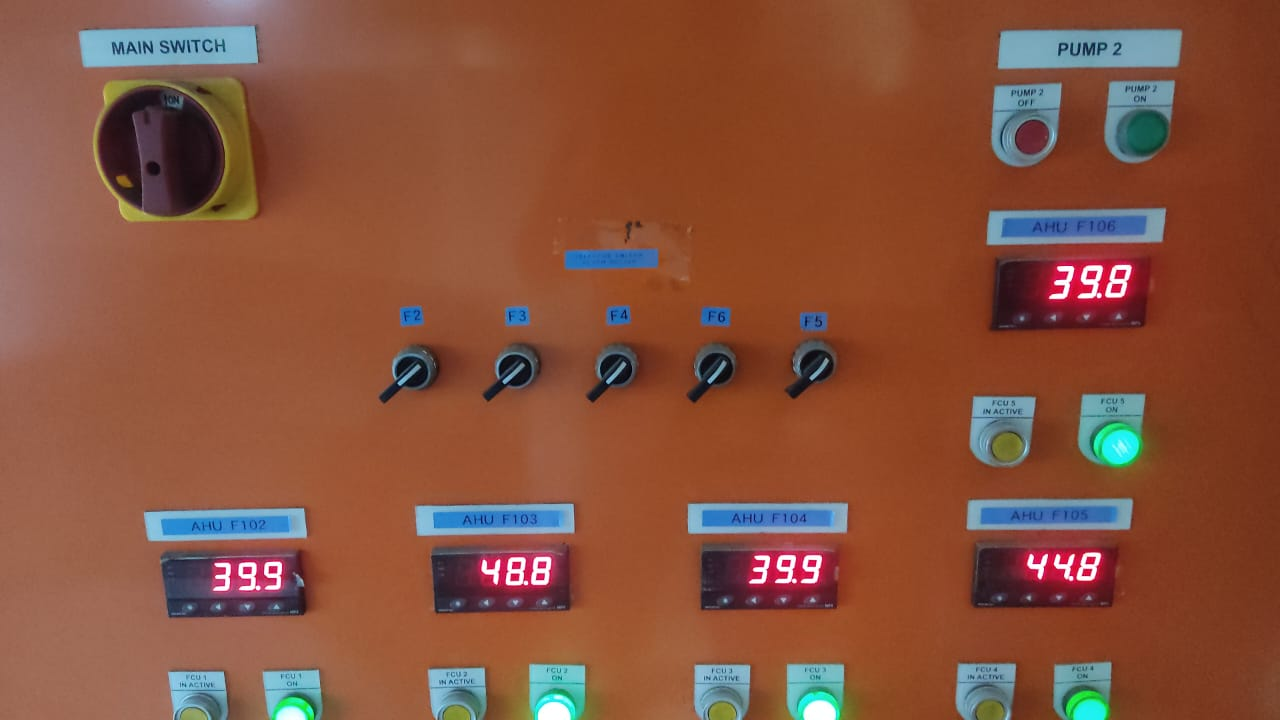 MAIN SWITCH
PUMP 2
ON
PUMP 2
OFF
PUMP 2
ON
AHU F106
39.8
F2
F3
F4
F6
F5
FCU 5
IN ACTIVE
FCU 5
ON
AHU F102
AHU F103
AHU F104
AHU F105
39.9
48.8
39.9
44.8
FCU 1
IN ACTIVE
FCU 1
ON
FCU 2
IN ACTIVE
FCU 2
ON
FCU 3
IN ACTIVE
FCU 3
ON
FCU 4
IN ACTIVE
FCU 4
ON